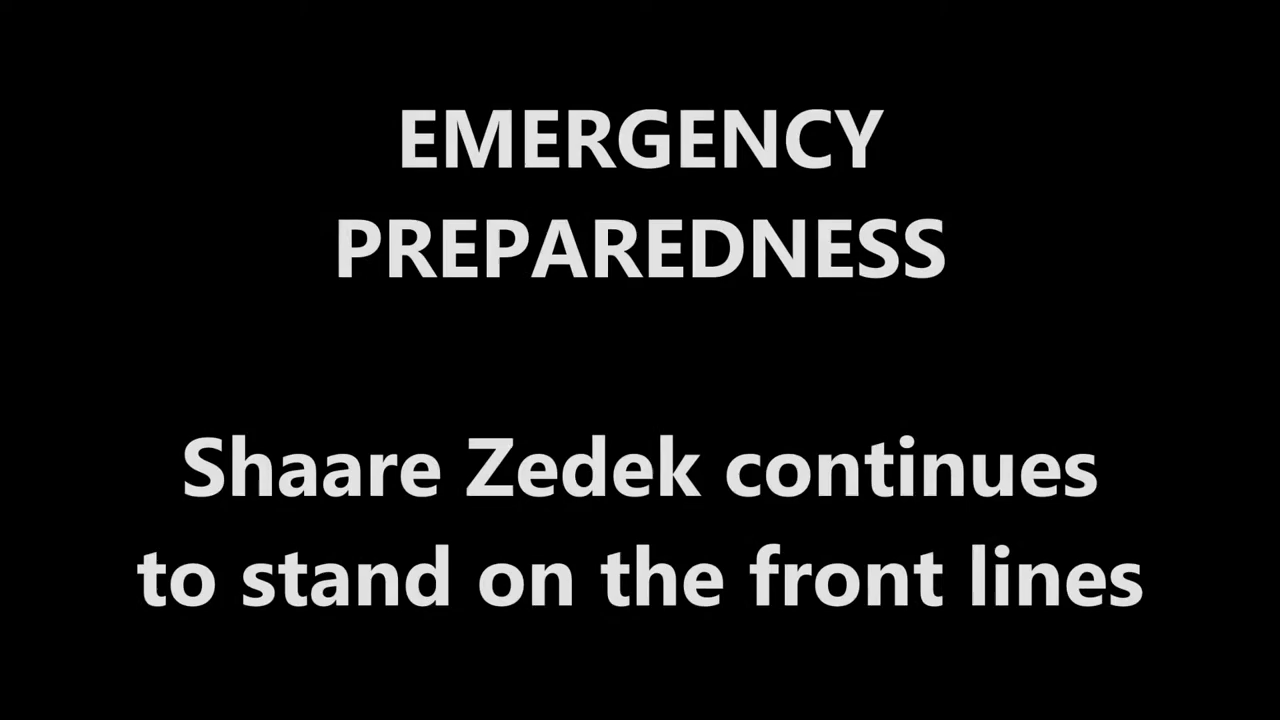 EMERGENCY
PREPAREDNESS
Shaare Zedek continues
to stand on the front lines